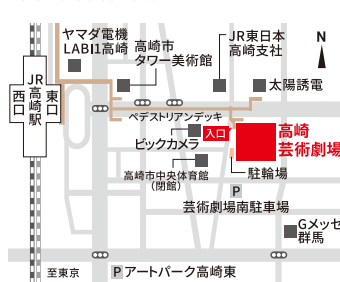 ヤマダ電機
LABI1高崎
高崎市
タワー美術館
JR東日本
高崎支社
N
太陽誘電
JR
高崎駅
西口
東口
ペデストリアンデッキ
入口
ビックカメラ
高崎
芸術劇場
高崎市中央体育館
(閉館)
駐輪場
P
芸術劇場南駐車場
Gメッセ
群馬
至東京
P アートパーク高崎東